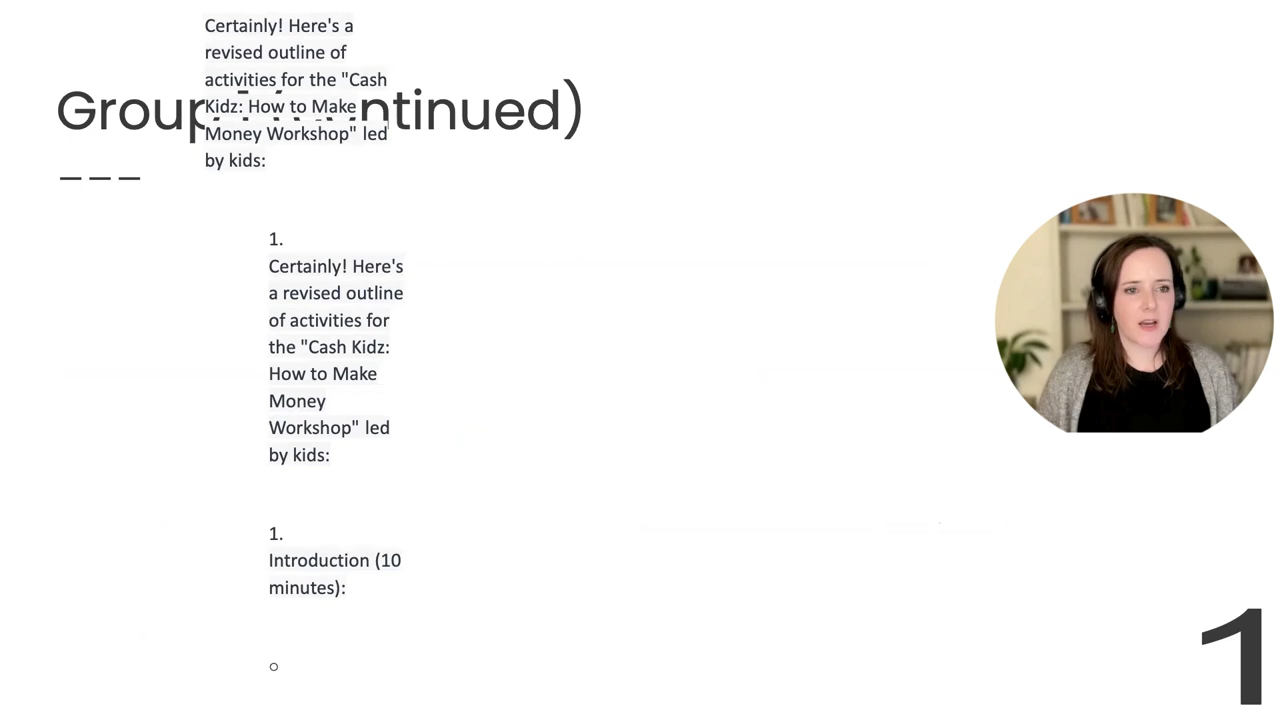 Certainly! Here's a
revised outline of
activities for the "Cash
Kidz: How to Make
Money Workshop" led
by kids:
Group 1 (continued)
1.
Certainly! Here's
a revised outline
of activities for
the "Cash Kidz:
How to Make
Money
Workshop" led
by kids:
1.
Introduction (10
minutes):
1